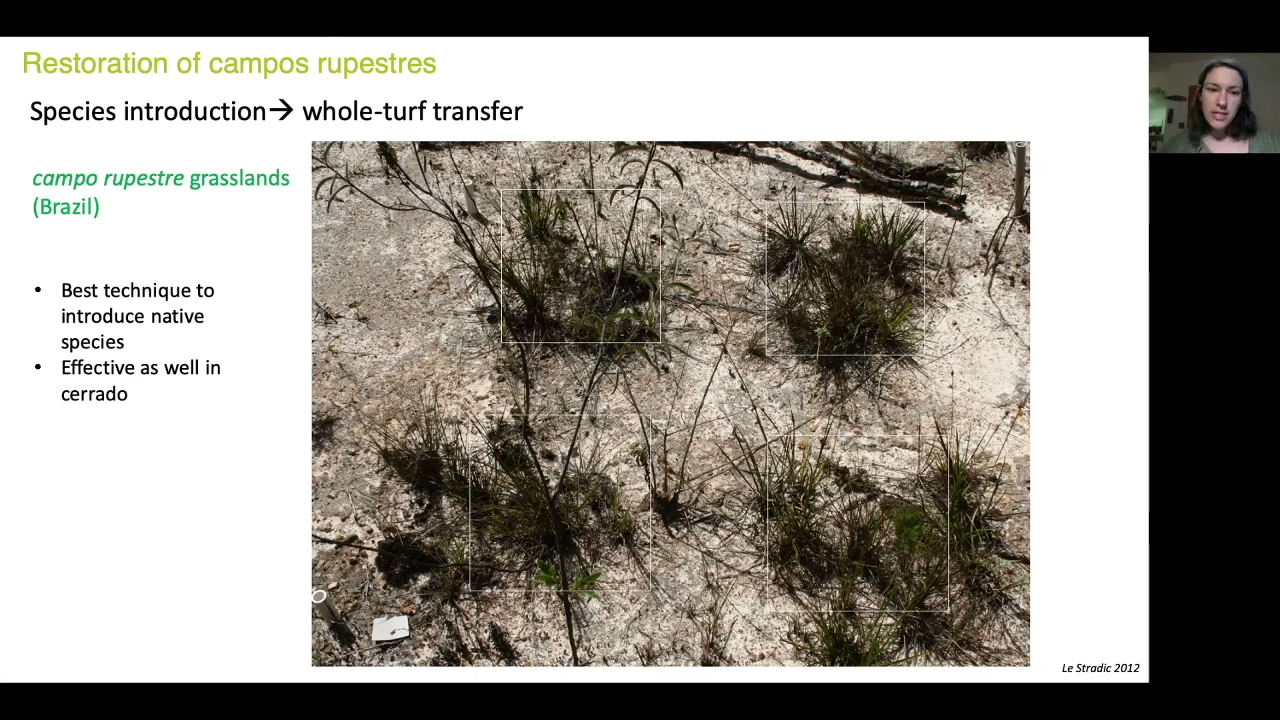 Restoration of campos rupestres
Species introduction→ whole-turf transfer
campo rupestre grasslands
(Brazil)
• Best technique to
introduce native
species
• Effective as well in
cerrado
Le Stradic 2012